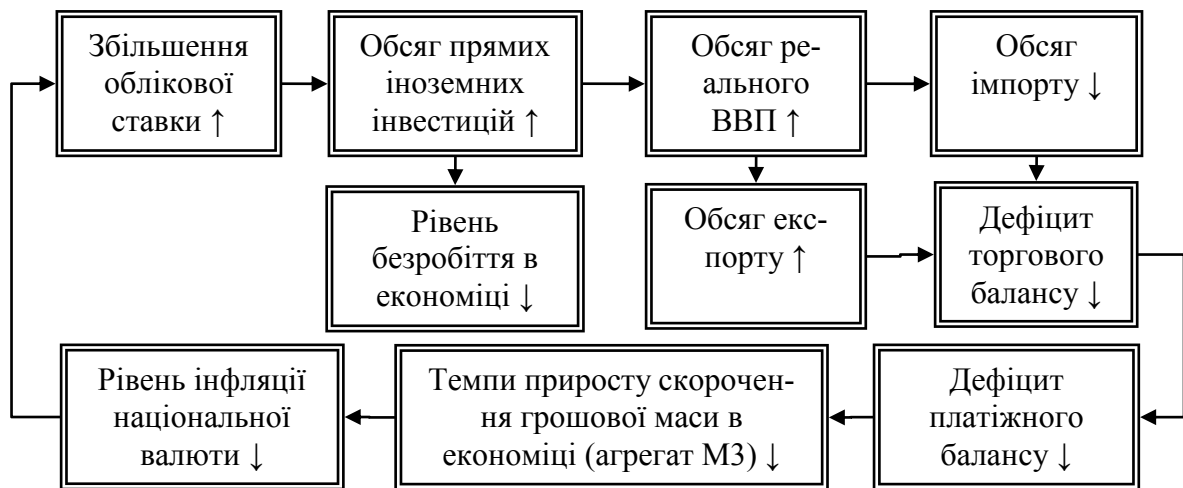 Збільшення
облікової
ставки ↑
Обсяг прямих
іноземних
інвестицій ↑
Обсяг ре-
ального
ВВП ↑
Обсяг
імпорту ↓
Рівень
безробіття в
економіці ↓
Обсяг екс-
порту ↑
Дефіцит
торгового
балансу ↓
Рівень інфляції
національної
валюти ↓
Темпи приросту скорочен-
ня грошової маси в
економіці (агрегат М3) ↓
Дефіцит
платіжного
балансу ↓